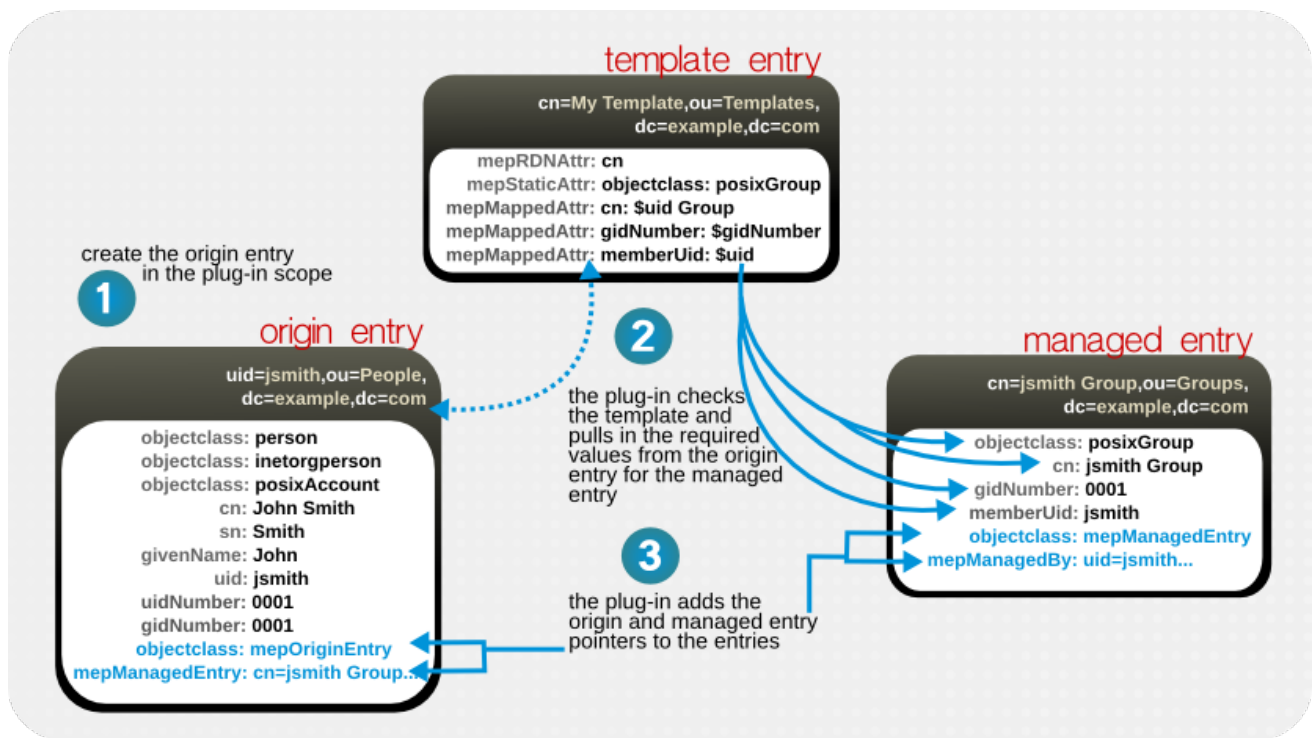 template entry
cn=My Template,ou=Templates,
dc=example,dc=com
mepRDNAttr: cn
mepStaticAttr: objectclass: posixGroup
mepMappedAttr: cn: $uid Group
mepMappedAttr: gidNumber: $gidNumber
mepMappedAttr: memberUid: $uid
create the origin entry
in the plug-in scope
1
origin entry
uid=jsmith,ou=People,
dc=example,dc=com
objectclass: person
objectclass: inetorgperson
objectclass: posixAccount
cn: John Smith
sn: Smith
givenName: John
uid: jsmith
uidNumber: 0001
gidNumber: 0001
objectclass: mepOriginEntry
mepManagedEntry: cn=jsmith Group...
2
the plug-in checks
the template and
pulls in the required
values from the origin
entry for the managed
entry
3
the plug-in adds the
origin and managed entry
pointers to the entries
managed entry
cn=jsmith Group,ou=Groups,
dc=example,dc=com
objectclass: posixGroup
cn: jsmith Group
gidNumber: 0001
memberUid: jsmith
objectclass: mepManagedEntry
mepManagedBy: uid=jsmith...